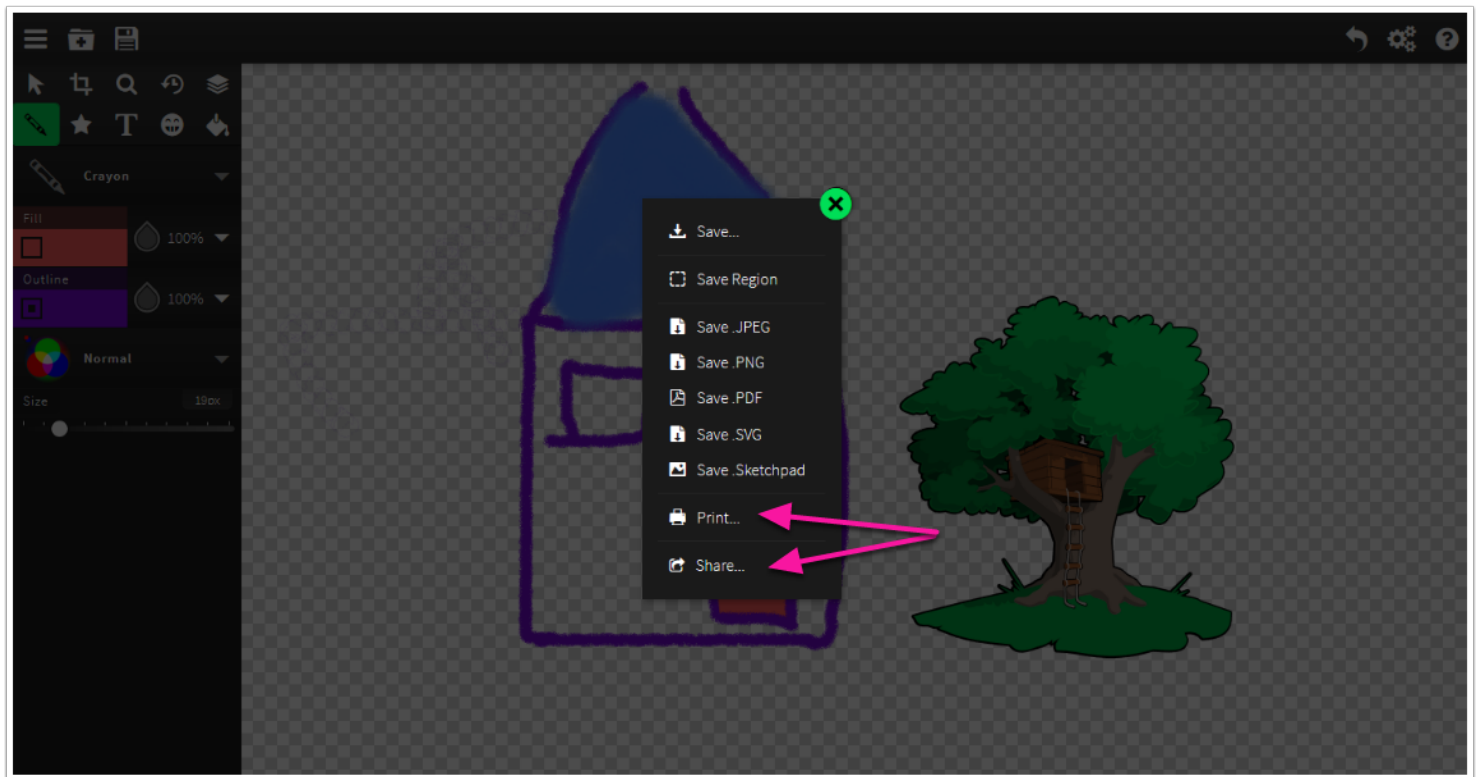 T
Crayon
Fill
100%
Outline
100%
Normal
Size 19px
Save...
Save Region
Save .JPEG
Save .PNG
Save .PDF
Save .SVG
Save .Sketchpad
Print...
Share...